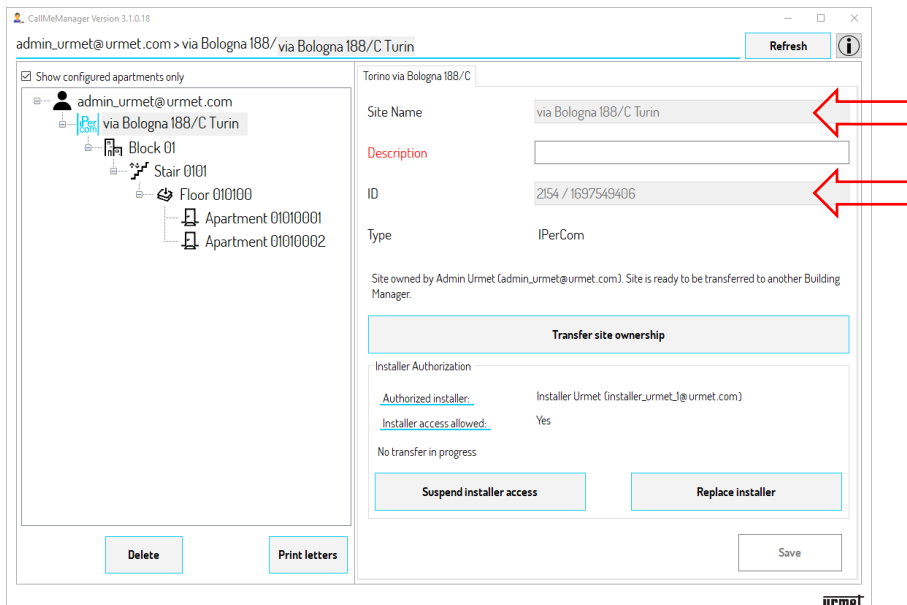 CallMeManager Version 3.1.0.18
admin_urmet@urmet.com > via Bologna 188/ via Bologna 188/C Turin
Refresh
Show configured apartments only
admin_urmet@urmet.com
IPer com via Bologna 188/C Turin
Block 01
Stair 0101
Floor 010100
Apartment 01010001
Apartment 01010002
Delete
Print letters
Torino via Bologna 188/C
Site Name via Bologna 188/C Turin
Description
ID 2154 / 1697549406
Type IPerCom
Site owned by Admin Urmet (admin_urmet@urmet.com). Site is ready to be transferred to another Building
Manager.
Transfer site ownership
Installer Authorization
Authorized installer: Installer Urmet (installer_urmet_1@urmet.com)
Installer access allowed: Yes
No transfer in progress
Suspend installer access
Replace installer
Save
urmet